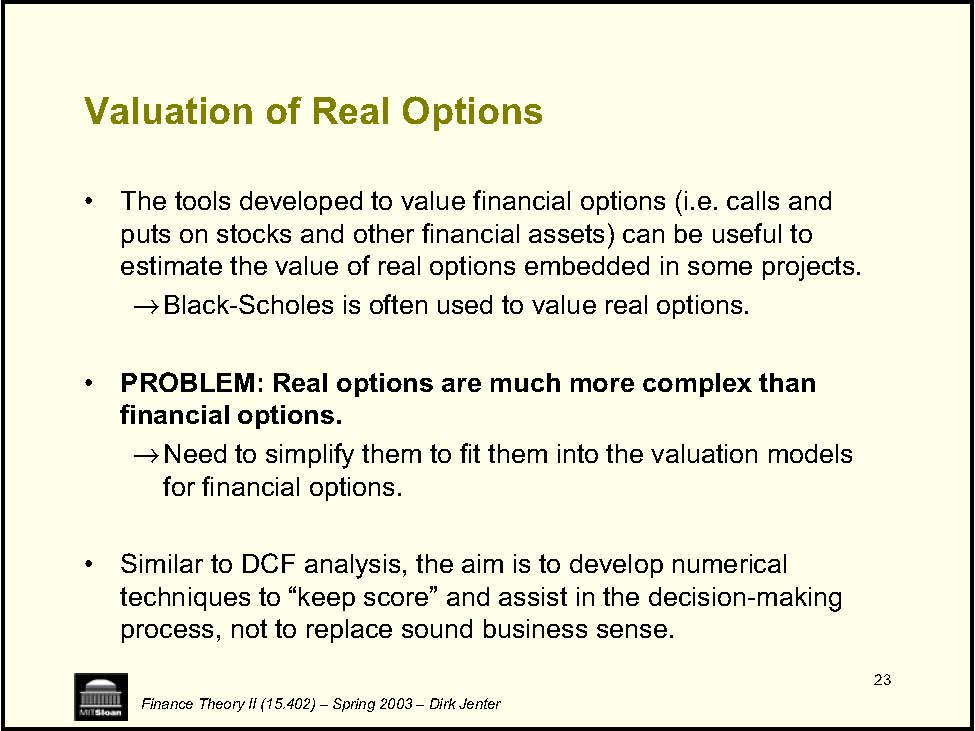 Valuation of Real Options
• The tools developed to value financial options (i.e. calls and
puts on stocks and other financial assets) can be useful to
estimate the value of real options embedded in some projects.
→ Black-Scholes is often used to value real options.
• PROBLEM: Real options are much more complex than
financial options.
→ Need to simplify them to fit them into the valuation models
for financial options.
• Similar to DCF analysis, the aim is to develop numerical
techniques to “keep score” and assist in the decision-making
process, not to replace sound business sense.
23
MITSloan
Finance Theory II (15.402) – Spring 2003 – Dirk Jenter